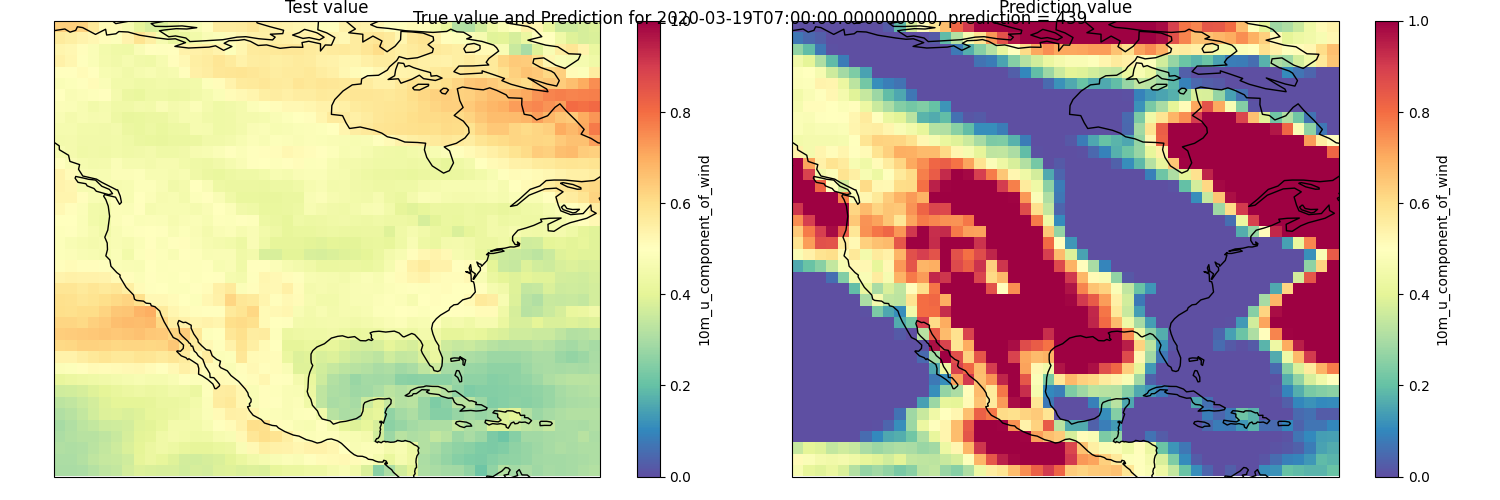 Test value
True value and Prediction for 2020-03-19T07:00:00.000000000, prediction = 439
Prediction value
1.0
0.8
0.6
0.4
0.2
0.0
10m_u_component_of_wind
1.0
0.8
0.6
0.4
0.2
0.0
10m_u_component_of_wind